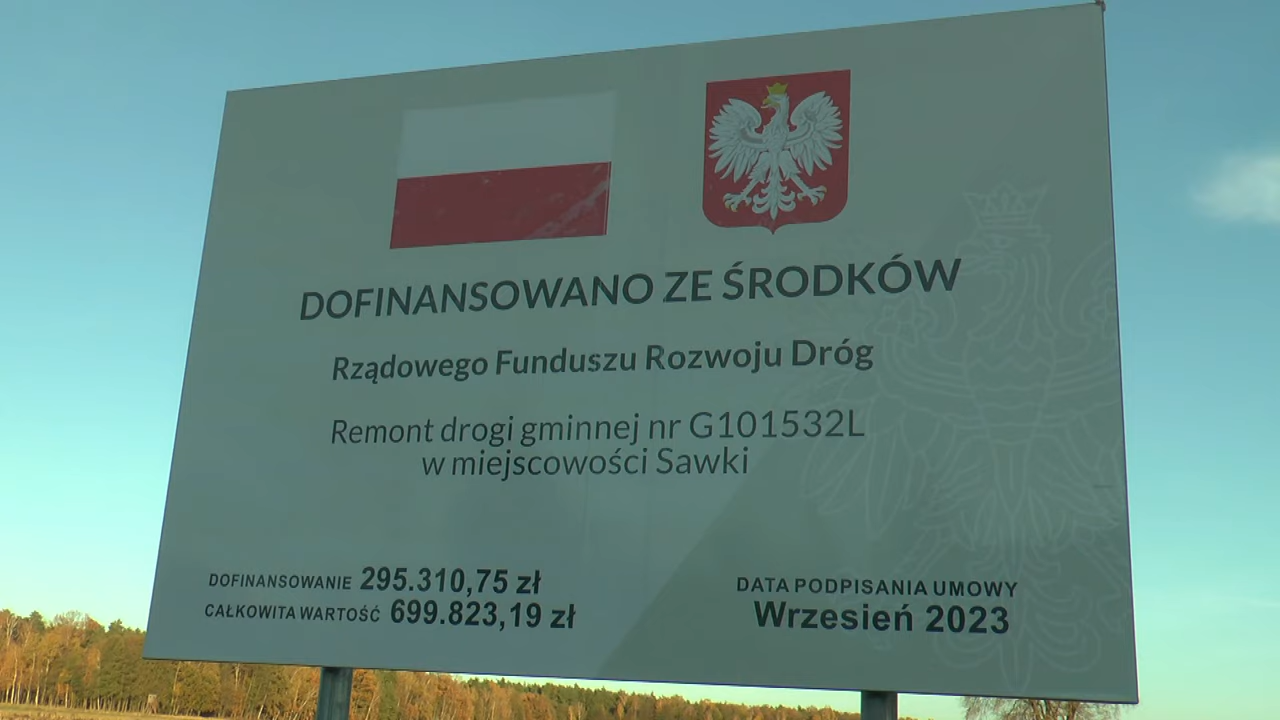 DOFINANSOWANO ZE ŚRODKÓW
Rządowego Funduszu Rozwoju Dróg
Remont drogi gminnej nr G101532L
w miejscowości Sawki
DOFINANSOWANIE 295.310,75 zł
CAŁKOWITA WARTOŚĆ 699.823,19 zł
DATA PODPISANIA UMOWY
Wrzesień 2023